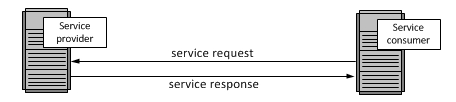 Service
provider
Service
consumer
service request
service response